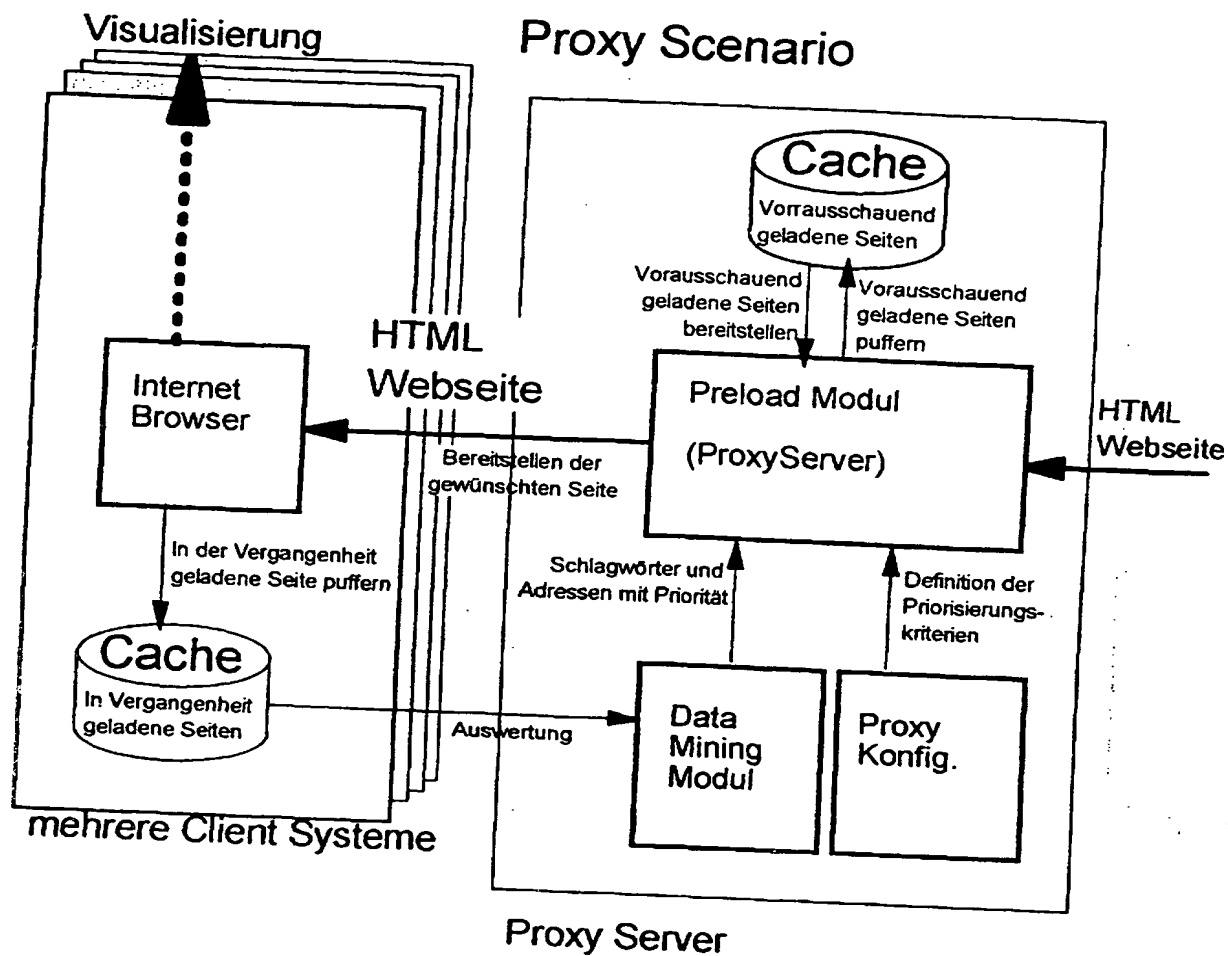 Visualisierung
Proxy Scenario
Cache
Vorrausschauend
geladene Seiten
Vorausschauend
geladene Seiten
bereitstellen
Vorausschauend
geladene Seiten
puffern
HTML
Webseite
Internet
Browser
Preload Modul
(ProxyServer)
HTML
Webseite
Bereitstellen der
gewünschten Seite
In der Vergangenheit
geladene Seite puffern
Schlagwörter und
Adressen mit Priorität
Definition der
Priorisierungs-
kriterien
Cache
In Vergangenheit
geladene Seiten
Auswertung
Data
Mining
Modul
Proxy
Konfig.
mehrere Client Systeme
Proxy Server